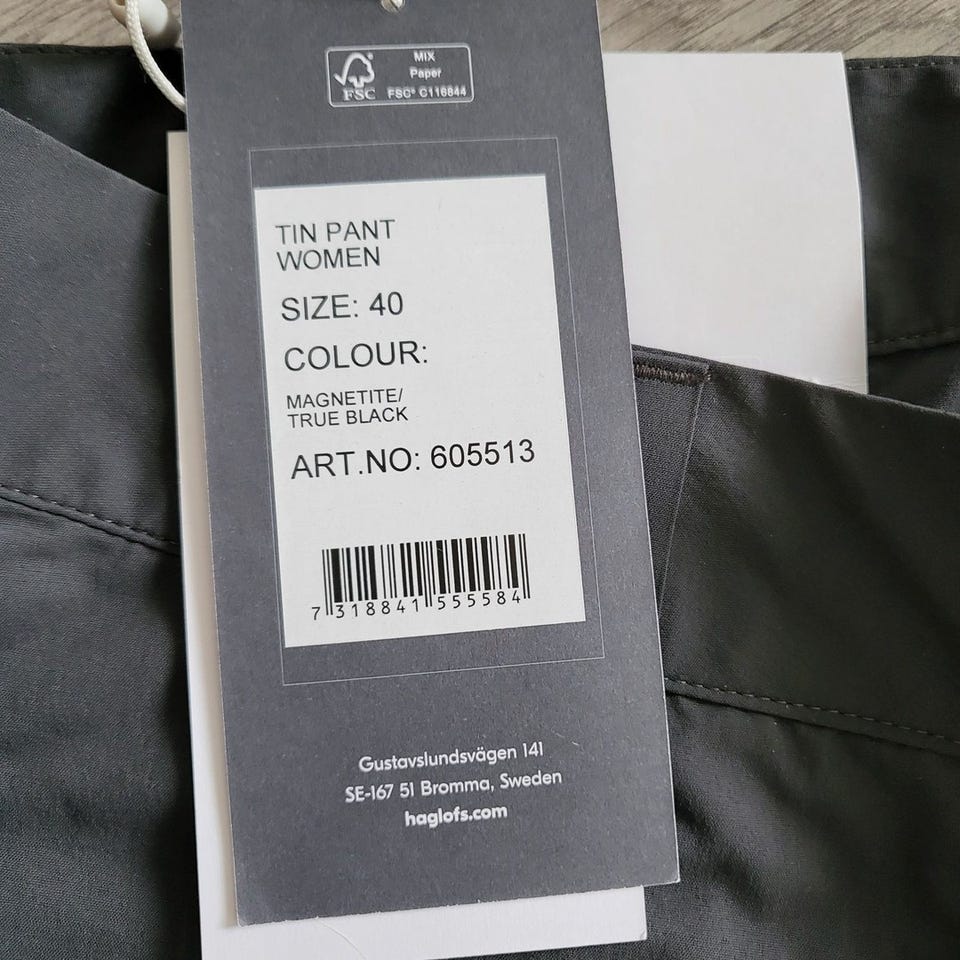 MIX
Paper
FSC
FSC® C116844
TIN PANT
WOMEN
SIZE: 40
COLOUR:
MAGNETITE/
TRUE BLACK
ART.NO: 605513
7 318841 555584
Gustavslundsvägen 141
SE-167 51 Bromma, Sweden
haglofs.com